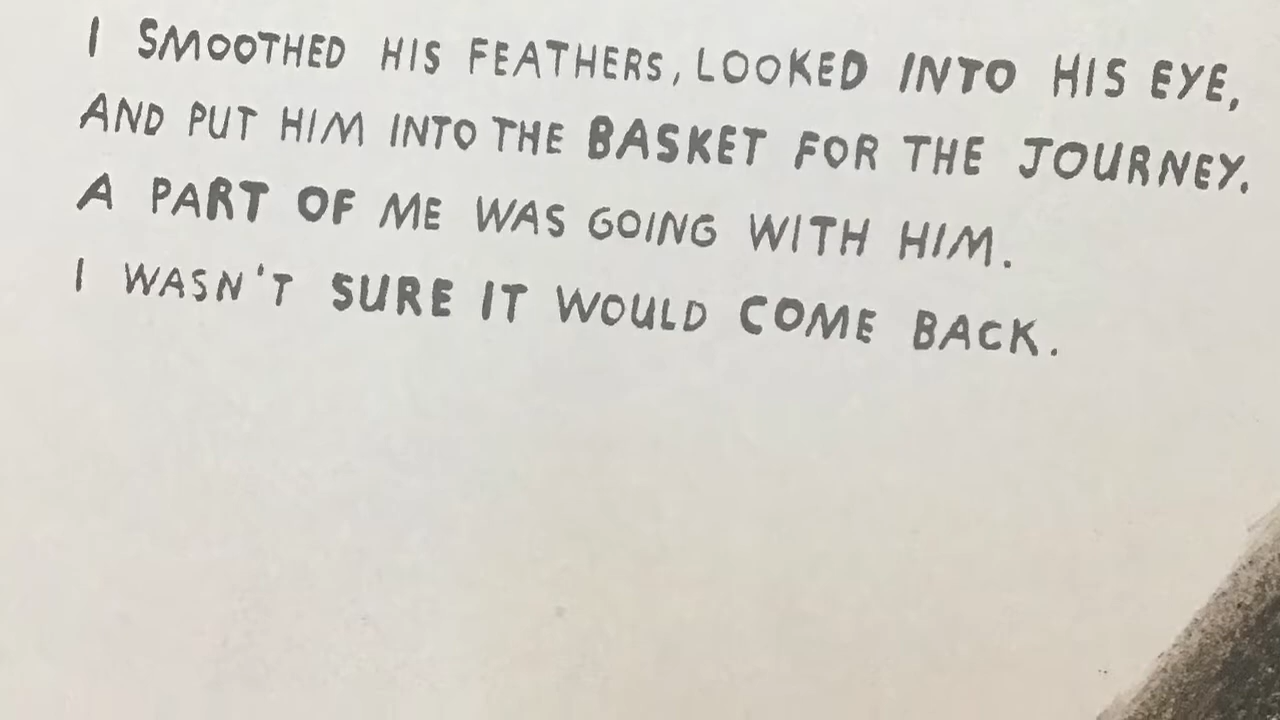 I SMOOTHED HIS FEATHERS, LOOKED INTO HIS EYE,
AND PUT HIM INTO THE BASKET FOR THE JOURNEY.
A PART OF ME WAS GOING WITH HIM.
I WASN'T SURE IT WOULD COME BACK.